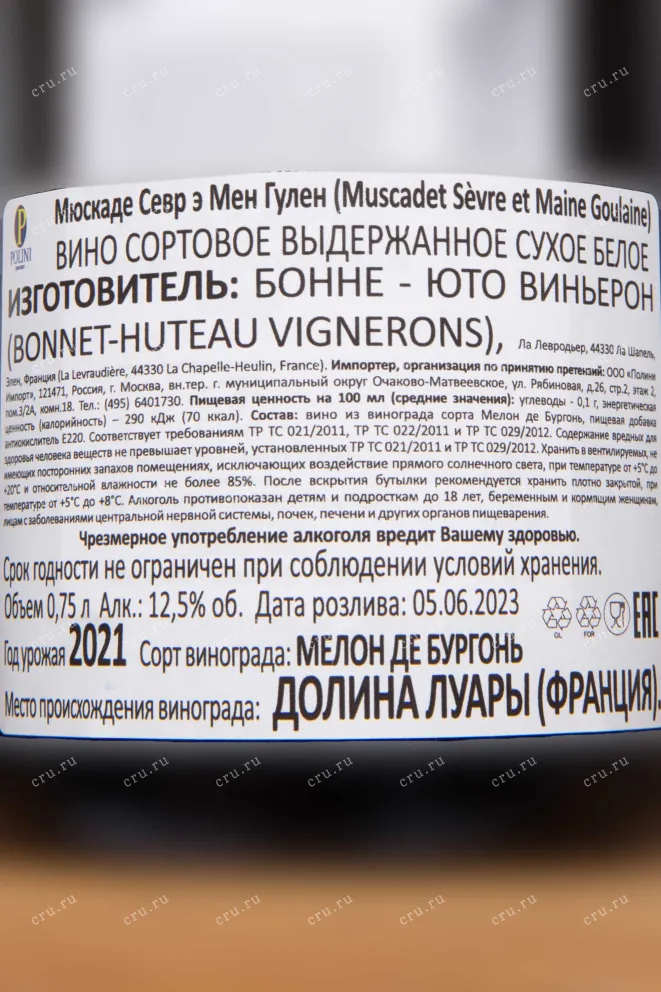 Мюскаде Севр э Мен Гулен (Muscadet Sèvre et Maine Goulaine)
POLINI
ВИНО СОРТОВОЕ ВЫДЕРЖАННОЕ СУХОЕ БЕЛОЕ
ИЗГОТОВИТЕЛЬ: БОННЕ - ЮТО ВИНЬЕРОН
(BONNET-HUTEAU VIGNERONS), Ла Левродьер, 44330 Ла Шапель,
Элен, Франция (La Levraudière, 44330 La Chapelle-Heulin, France). Импортер, организация по принятию претензий: ООО «Полини
Импорт», 121471, Россия, г. Москва, вн.тер. г. муниципальный округ Очаково-Матвеевское, ул. Рябиновая, д.26, стр.2, этаж 2,
пом.3/2А, комн.18. Тел.: (495) 6401730. Пищевая ценность на 100 мл (средние значения): углеводы - 0,1 г, энергетическая
ценность (калорийность) – 290 кДж (70 ккал). Состав: вино из винограда сорта Мелон де Бургонь, пищевая добавка
антиокислитель Е220. Соответствует требованиям ТР ТС 021/2011, ТР ТС 022/2011 и ТР ТС 029/2012. Содержание вредных для
здоровья человека веществ не превышает уровней, установленных ТР ТС 021/2011 и ТР ТС 029/2012. Хранить в вентилируемых, не
имеющих посторонних запахов помещениях, исключающих воздействие прямого солнечного света, при температуре от +5°С до
+20°С и относительной влажности не более 85%. После вскрытия бутылки рекомендуется хранить плотно закрытой, при
температуре от +5°С до +8°С. Алкоголь противопоказан детям и подросткам до 18 лет, беременным и кормящим женщинам,
лицам с заболеваниями центральной нервной системы, почек, печени и других органов пищеварения.
Чрезмерное употребление алкоголя вредит Вашему здоровью.
Срок годности не ограничен при соблюдении условий хранения.
Объем 0,75 л Алк.: 12,5% об. Дата розлива: 05.06.2023
GL FOR EAC
Год урожая 2021 Сорт винограда: МЕЛОН ДЕ БУРГОНЬ
Место происхождения винограда: ДОЛИНА ЛУАРЫ (ФРАНЦИЯ).
cru.ru